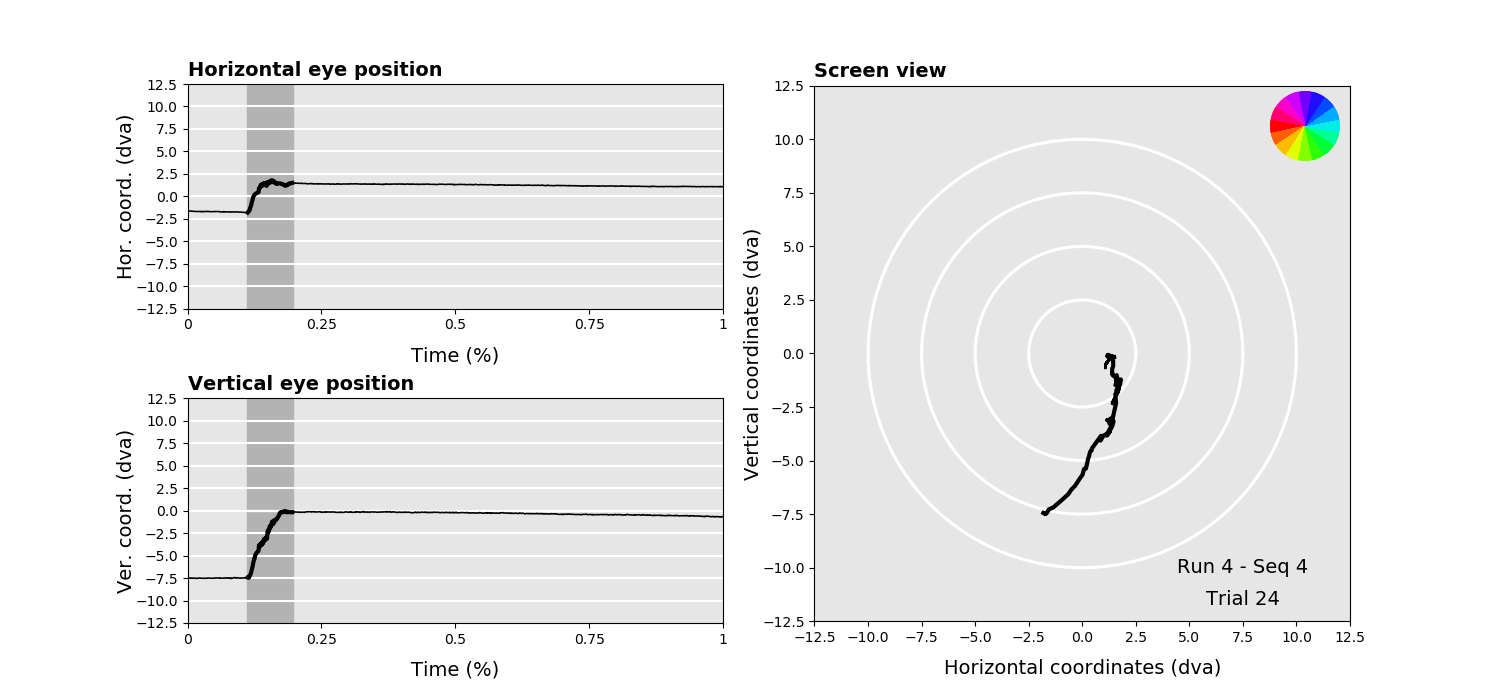 Horizontal eye position
Hor. coord. (dva)
12.5
10.0
7.5
5.0
2.5
0.0
−2.5
−5.0
−7.5
−10.0
−12.5
0 0.25 0.5 0.75 1
Time (%)
Vertical eye position
Ver. coord. (dva)
12.5
10.0
7.5
5.0
2.5
0.0
−2.5
−5.0
−7.5
−10.0
−12.5
0 0.25 0.5 0.75 1
Time (%)
Screen view
Vertical coordinates (dva)
12.5
10.0
7.5
5.0
2.5
0.0
−2.5
−5.0
−7.5
−10.0
−12.5
Run 4 - Seq 4
Trial 24
−12.5 −10.0 −7.5 −5.0 −2.5 0.0 2.5 5.0 7.5 10.0 12.5
Horizontal coordinates (dva)